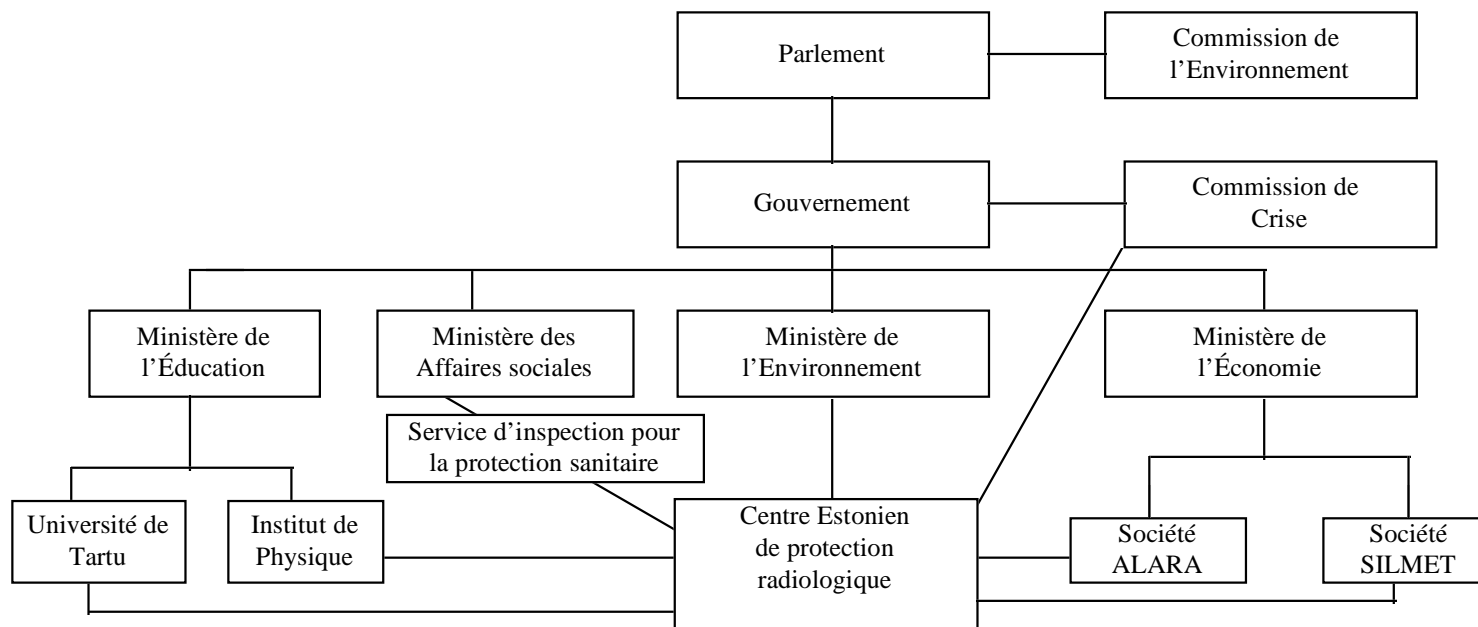 Parlement
Commission de
l’Environnement
Gouvernement
Commission de
Crise
Ministère de
l’Éducation
Ministère des
Affaires sociales
Ministère de
l’Environnement
Ministère de
l’Économie
Service d’inspection pour
la protection sanitaire
Université de
Tartu
Institut de
Physique
Centre Estonien
de protection
radiologique
Société
ALARA
Société
SILMET